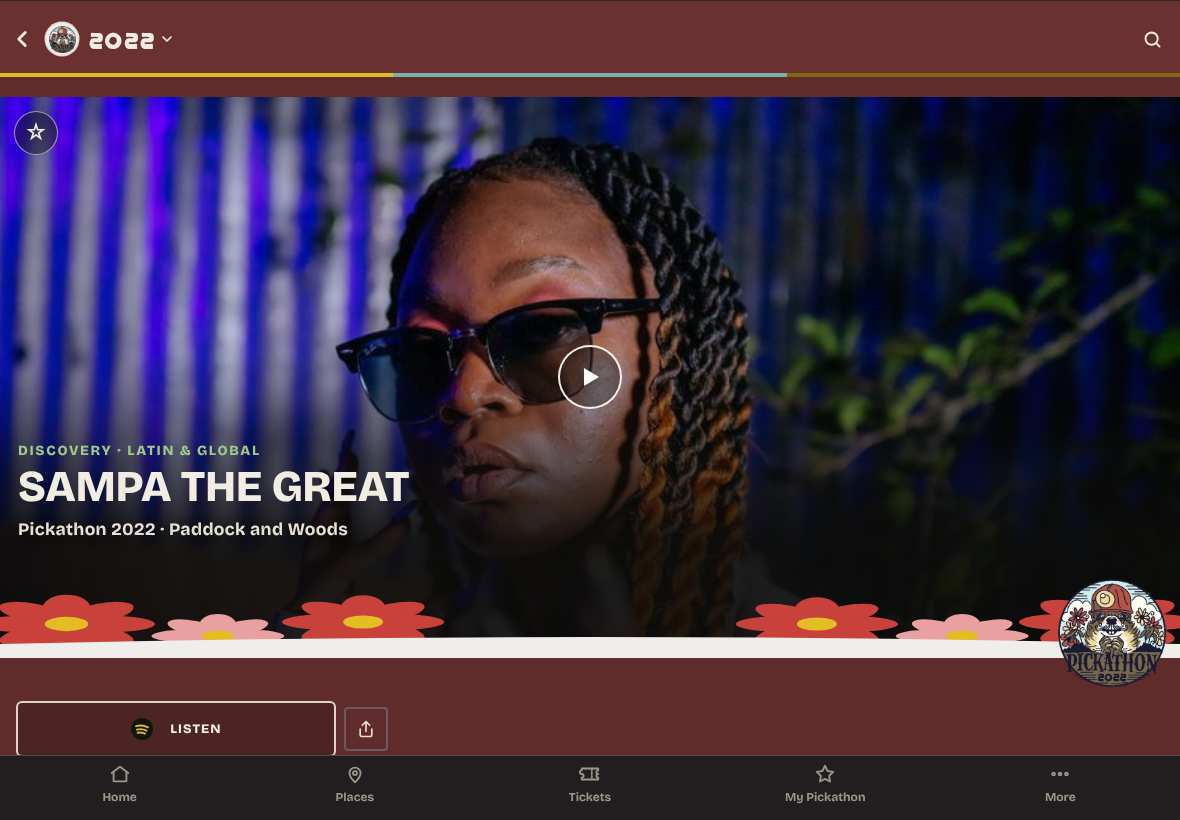 2022
DISCOVERY · LATIN & GLOBAL
SAMPA THE GREAT
Pickathon 2022 · Paddock and Woods
PICKATHON
2022
LISTEN
Home
Places
Tickets
My Pickathon
More